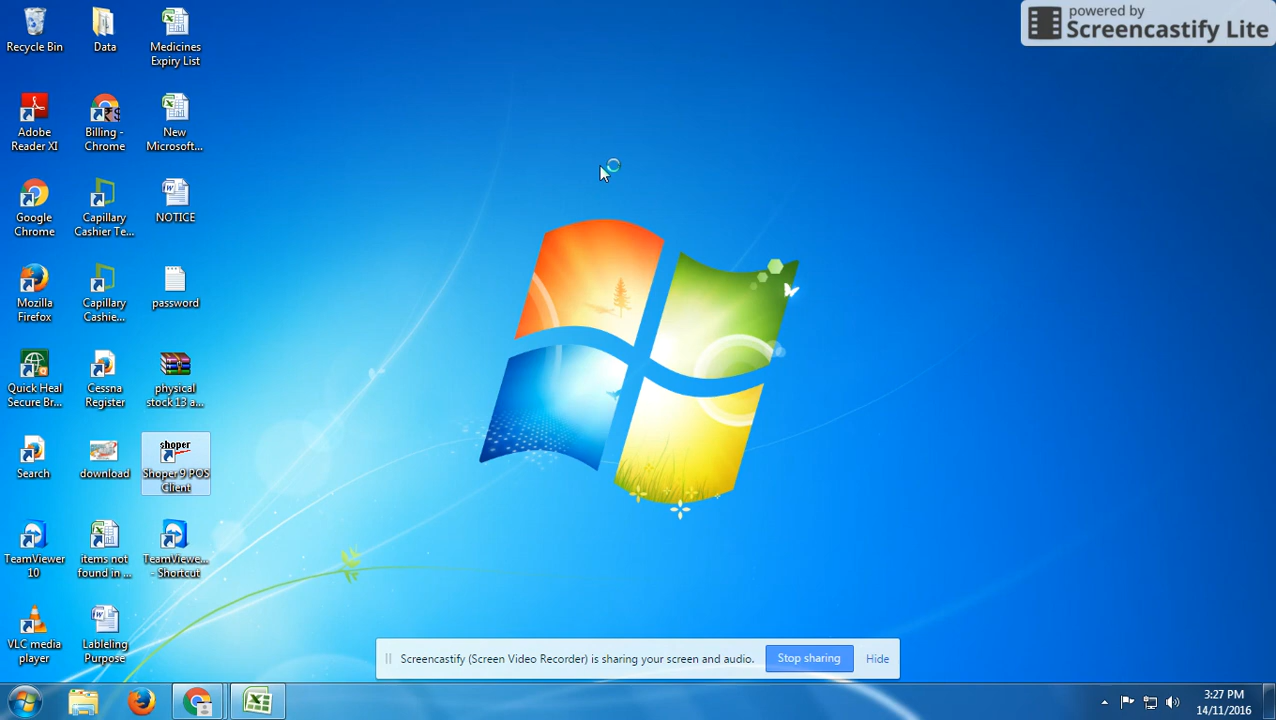 powered by
Screencastify Lite
Recycle Bin
Data
Medicines
Expiry List
Adobe
Reader XI
Billing -
Chrome
New
Microsoft...
Google
Chrome
Capillary
Cashier Te...
NOTICE
Mozilla
Firefox
Capillary
Cashie...
password
Quick Heal
Secure Br...
Cessna
Register
physical
stock 13 a...
Search
download
shoper
Shoper 9 POS
Client
TeamViewer
10
items not
found in ...
TeamViewe...
- Shortcut
VLC media
player
Lableling
Purpose
Screencastify (Screen Video Recorder) is sharing your screen and audio.
Stop sharing
Hide
3:27 PM
14/11/2016